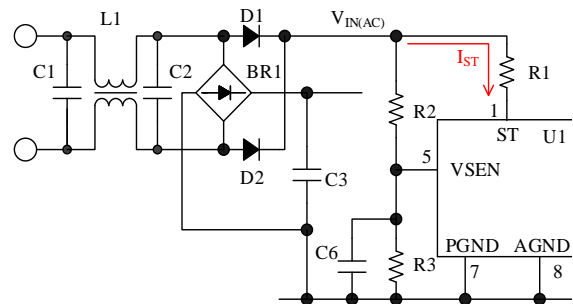 L1
D1
V_IN(AC)
C1
C2
BR1
I_ST
R1
R2
1
ST
U1
5
VSEN
D2
C3
C6
R3
PGND
AGND
7
8